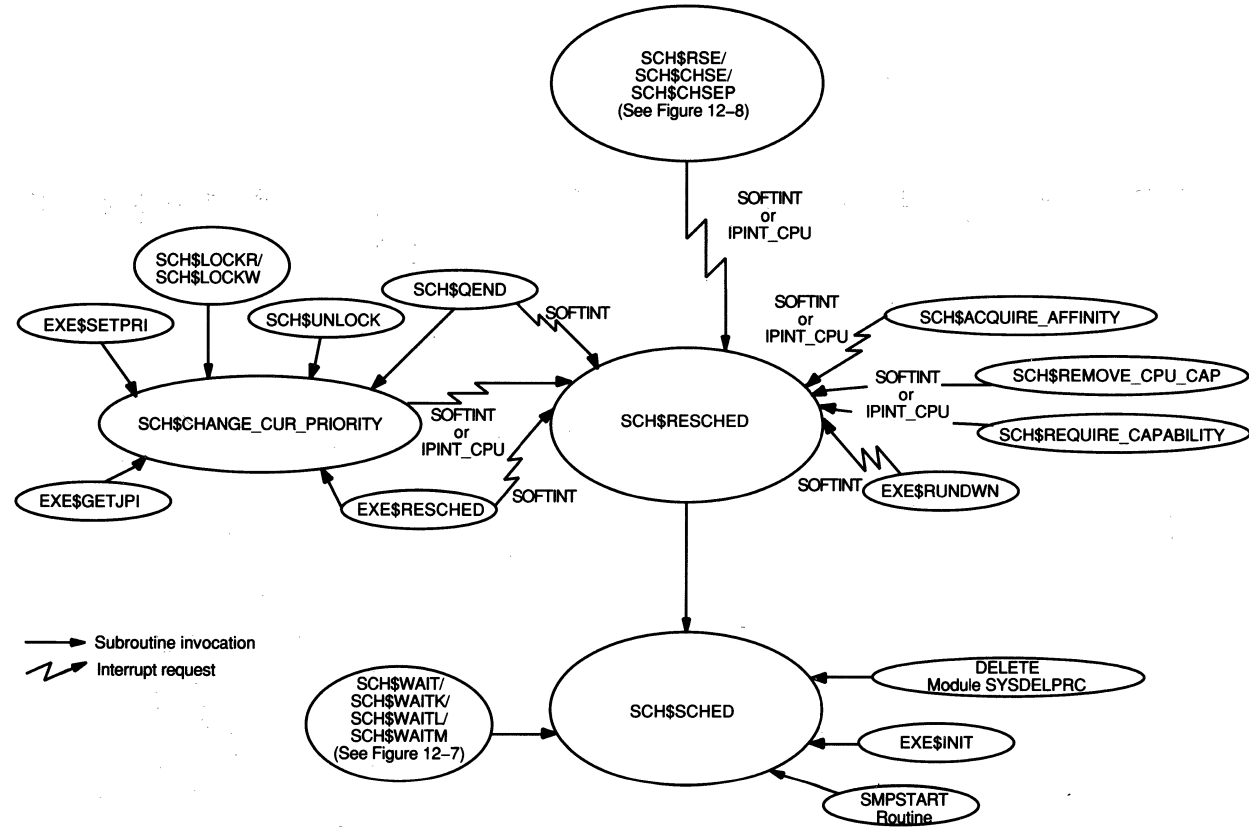 SCH$RSE/
SCH$CHSE/
SCH$CHSEP
(See Figure 12–8)
SOFTINT
or
IPINT_CPU
SCH$LOCKR/
SCH$LOCKW
SCH$QEND
EXE$SETPRI
SCH$UNLOCK
SOFTINT
SOFTINT
or
IPINT_CPU
SCH$ACQUIRE_AFFINITY
SCH$REMOVE_CPU_CAP
SOFTINT
or
IPINT_CPU
SCH$REQUIRE_CAPABILITY
SCH$CHANGE_CUR_PRIORITY
SOFTINT
or
IPINT_CPU
SCH$RESCHED
EXE$GETJPI
EXE$RESCHED
SOFTINT
SOFTINT
EXE$RUNDWN
Subroutine invocation
Interrupt request
SCH$WAIT/
SCH$WAITK/
SCH$WAITL/
SCH$WAITM
(See Figure 12–7)
SCH$SCHED
DELETE
Module SYSDELPRC
EXE$INIT
SMPSTART
Routine